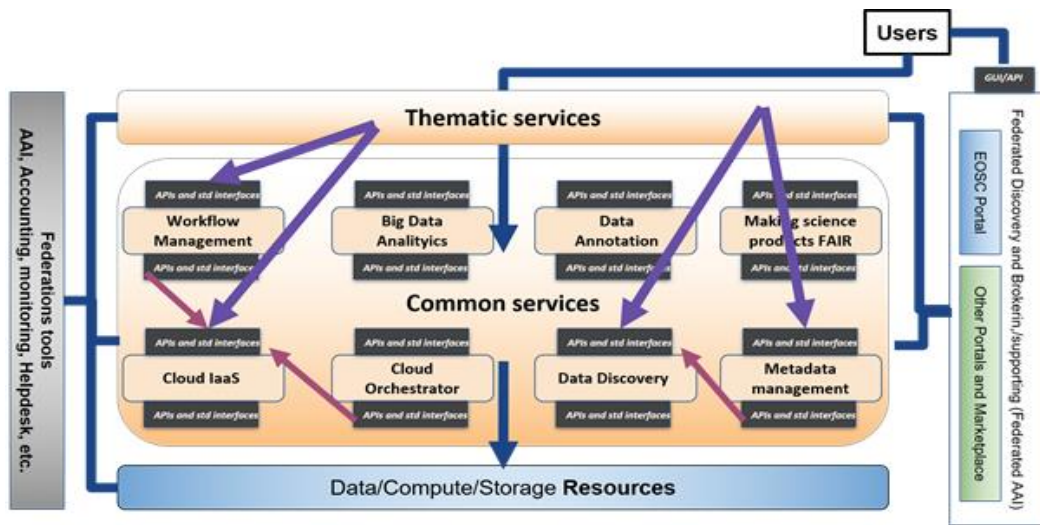 Users
GUI/API
Thematic services
APIs and std interfaces
APIs and std interfaces
APIs and std interfaces
APIs and std interfaces
Workflow
Management
Big Data
Analityics
Data
Annotation
Making science
products FAIR
APIs and std interfaces
APIs and std interfaces
APIs and std interfaces
APIs and std interfaces
Common services
APIs and std interfaces
APIs and std interfaces
APIs and std interfaces
APIs and std interfaces
Cloud IaaS
Cloud
Orchestrator
Data Discovery
Metadata
management
APIs and std interfaces
APIs and std interfaces
APIs and std interfaces
APIs and std interfaces
Data/Compute/Storage Resources
Federations tools
AAI, Accounting, monitoring, Helpdesk, etc.
Federated Discovery and Brokerin,/supporting (Federated AAI)
EOSC Portal
Other Portals and Marketplace